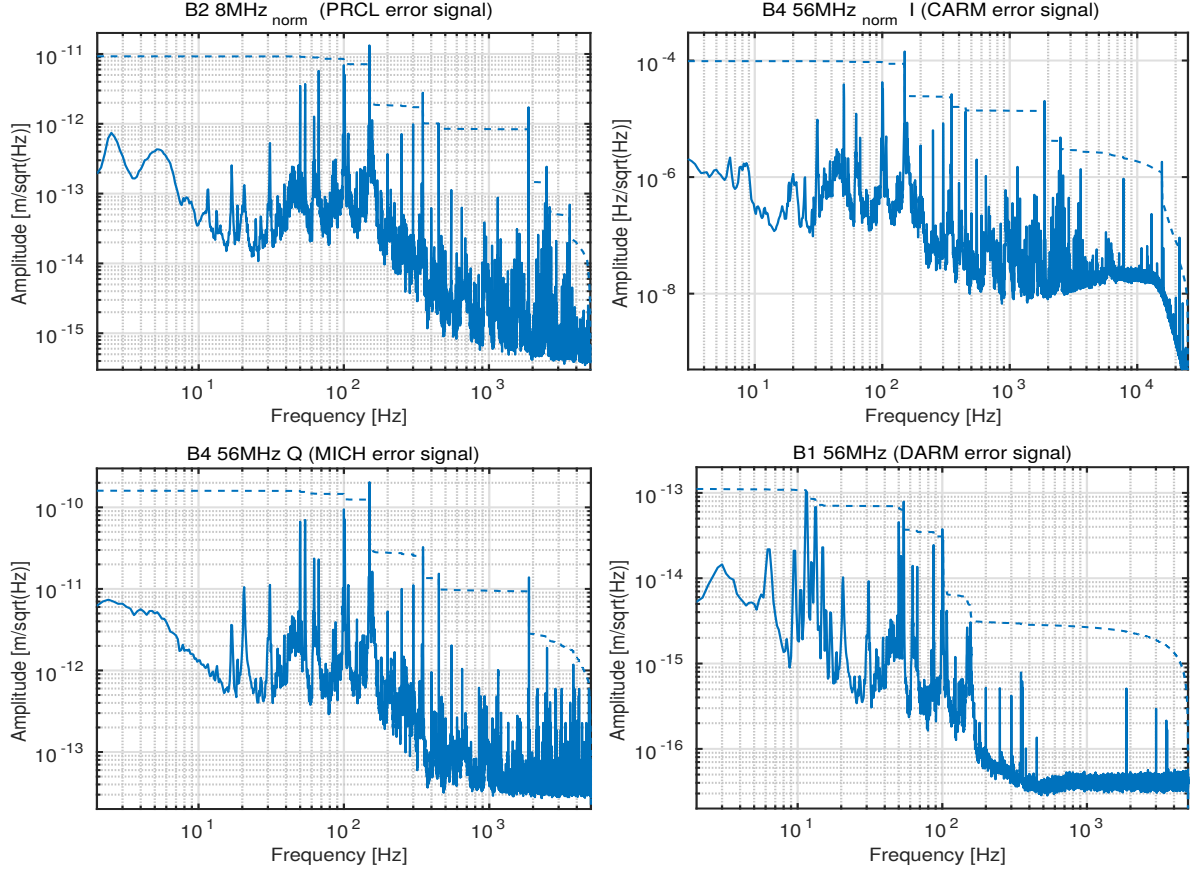 B2 8MHz norm (PRCL error signal)
Amplitude [m/sqrt(Hz)]
10^-11
10^-12
10^-13
10^-14
10^-15
10^1
10^2
10^3
Frequency [Hz]
B4 56MHz norm I (CARM error signal)
Amplitude [Hz/sqrt(Hz)]
10^-4
10^-6
10^-8
10^1
10^2
10^3
10^4
Frequency [Hz]
B4 56MHz Q (MICH error signal)
Amplitude [m/sqrt(Hz)]
10^-10
10^-11
10^-12
10^-13
10^1
10^2
10^3
Frequency [Hz]
B1 56MHz (DARM error signal)
Amplitude [m/sqrt(Hz)]
10^-13
10^-14
10^-15
10^-16
10^1
10^2
10^3
Frequency [Hz]